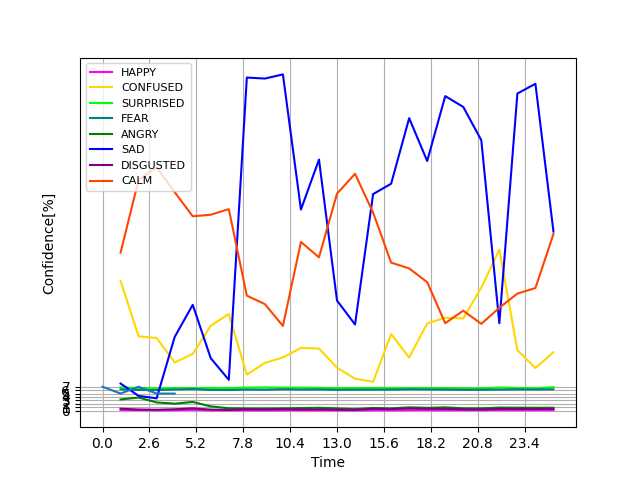 HAPPY
CONFUSED
SURPRISED
FEAR
ANGRY
SAD
DISGUSTED
CALM
Confidence[%]
0.0 2.6 5.2 7.8 10.4 13.0 15.6 18.2 20.8 23.4
Time